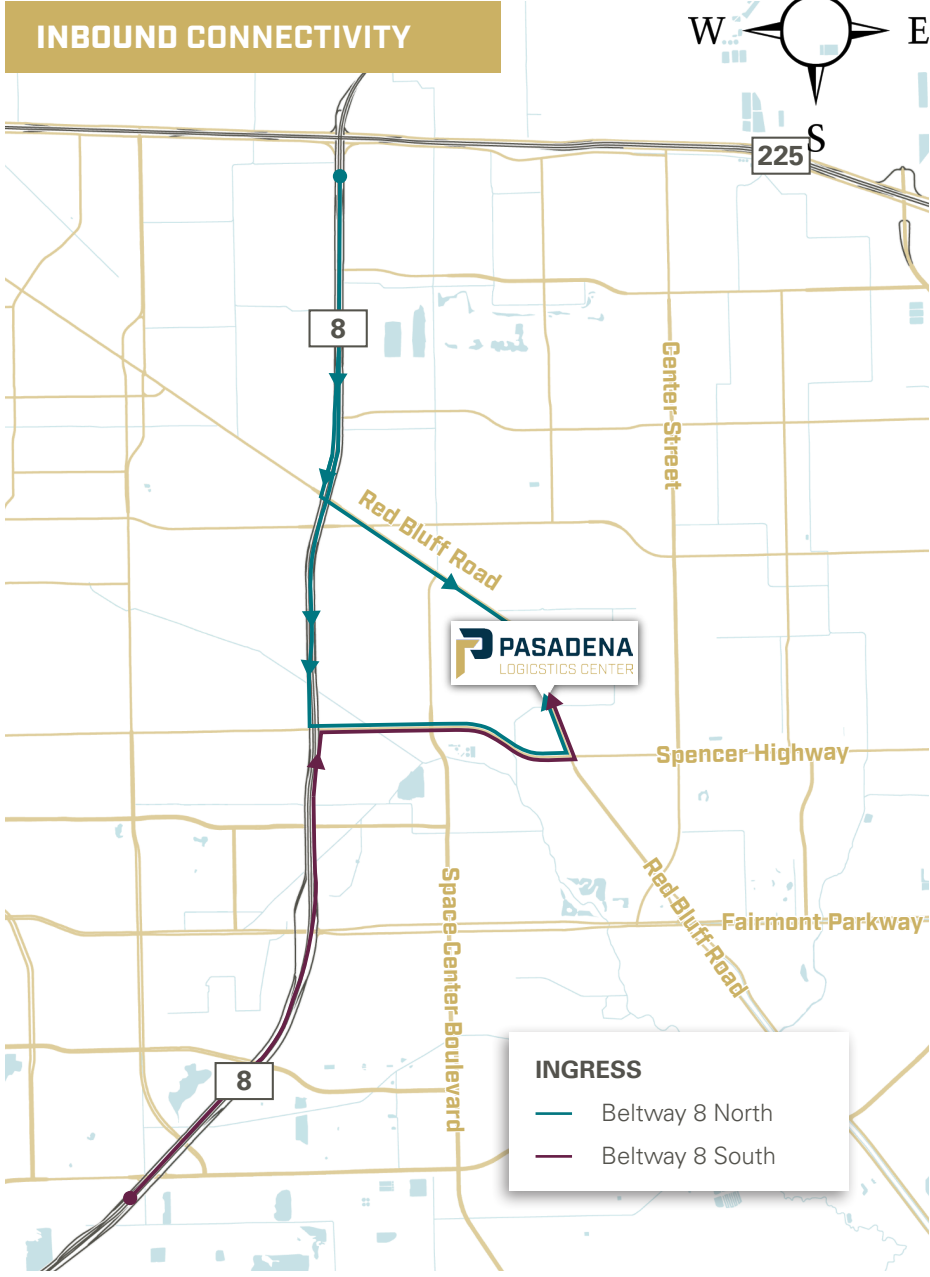 INBOUND CONNECTIVITY
W
E
S
225
8
Center Street
Red Bluff Road
PASADENA
LOGICSTICS CENTER
Spencer Highway
Red Bluff Road
Fairmont Parkway
Space Center Boulevard
8
INGRESS
Beltway 8 North
Beltway 8 South